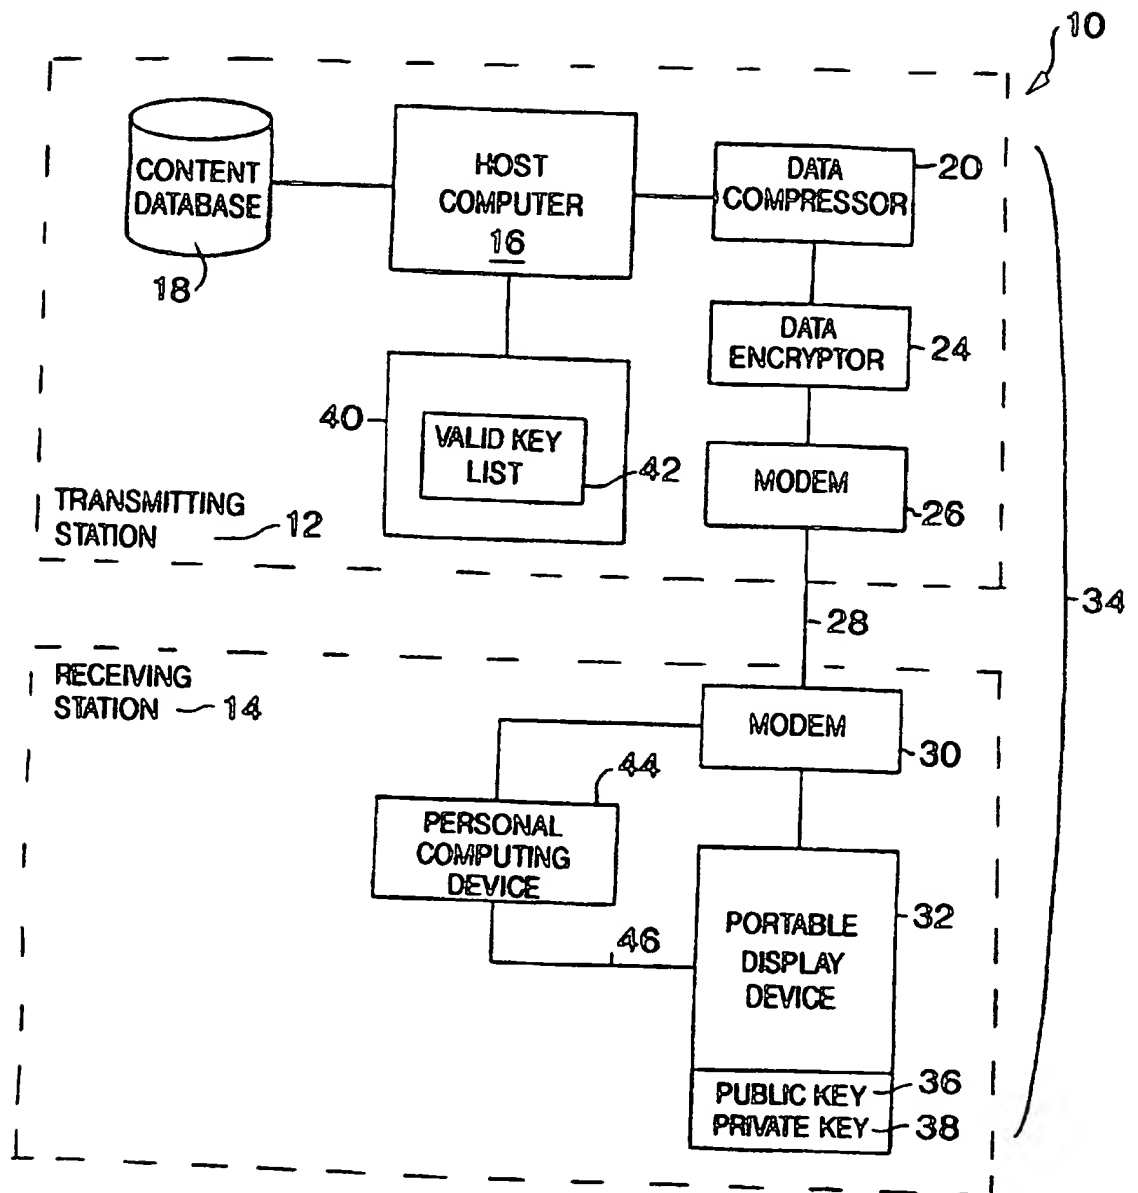 10
CONTENT
DATABASE
18
HOST
COMPUTER
16
DATA
COMPRESSOR
20
DATA
ENCRYPTOR
24
40
VALID KEY
LIST
42
MODEM
26
TRANSMITTING
STATION
12
28
34
RECEIVING
STATION
14
MODEM
30
44
PERSONAL
COMPUTING
DEVICE
46
PORTABLE
DISPLAY
DEVICE
32
PUBLIC KEY
36
PRIVATE KEY
38